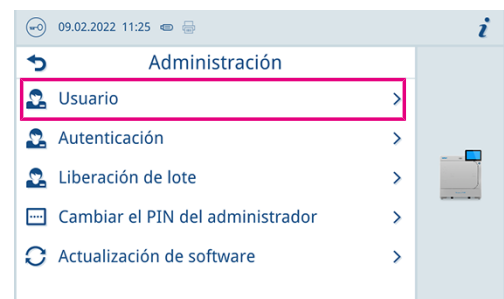 09.02.2022 11:25
Administración
Usuario
Autenticación
Liberación de lote
Cambiar el PIN del administrador
Actualización de software